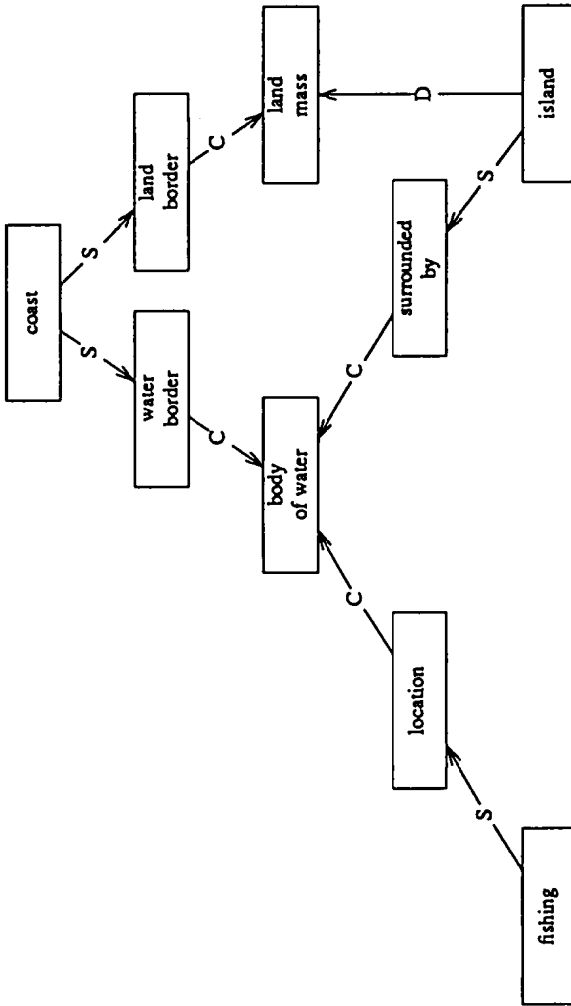 coast
S
S
water
border
land
border
C
C
body
of water
land
mass
C
C
D
location
surrounded
by
S
S
fishing
island